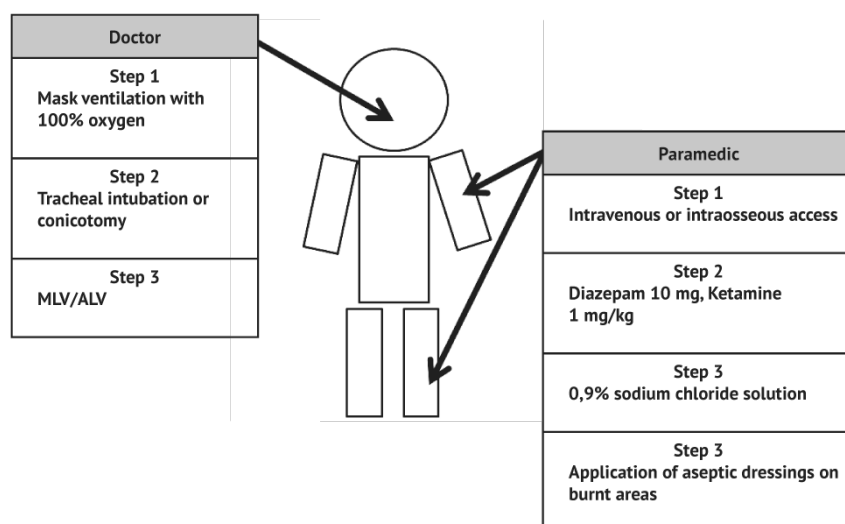 Doctor
Step 1
Mask ventilation with
100% oxygen
Step 2
Tracheal intubation or
conicotomy
Step 3
MLV/ALV
Paramedic
Step 1
Intravenous or intraosseous access
Step 2
Diazepam 10 mg, Ketamine
1 mg/kg
Step 3
0,9% sodium chloride solution
Step 3
Application of aseptic dressings on
burnt areas